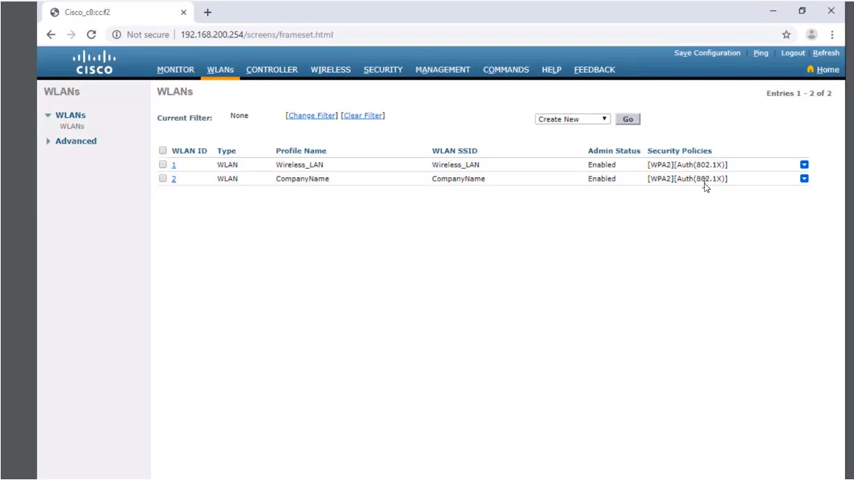 Cisco_c8:cc:f2
Not secure 192.168.200.254/screens/frameset.html
Save Configuration Ping Logout Refresh
CISCO MONITOR WLANs CONTROLLER WIRELESS SECURITY MANAGEMENT COMMANDS HELP FEEDBACK Home
WLANs WLANs Entries 1 - 2 of 2
WLANs
WLANs
Advanced
Current Filter: None [Change Filter] [Clear Filter] Create New Go
WLAN ID Type Profile Name WLAN SSID Admin Status Security Policies
1 WLAN Wireless_LAN Wireless_LAN Enabled [WPA2][Auth(802.1X)]
2 WLAN CompanyName CompanyName Enabled [WPA2][Auth(802.1X)]